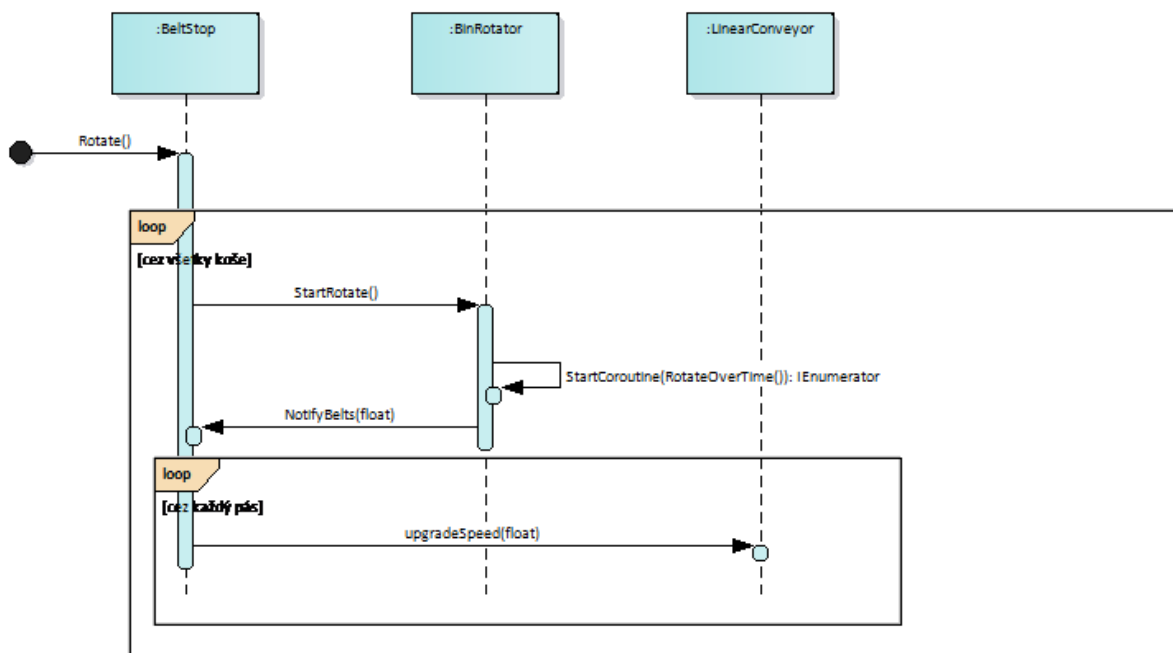 :BeltStop
:BinRotator
:LinearConveyor
Rotate()
loop
[cez všetky koše]
StartRotate()
StartCoroutine(RotateOverTime()): IEnumerator
NotifyBelts(float)
loop
[cez každý pás]
upgradeSpeed(float)